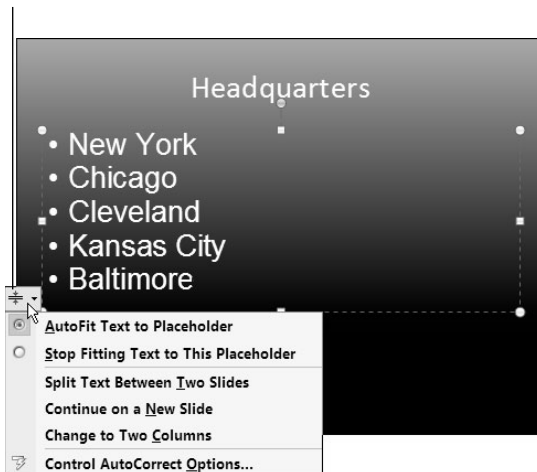 Headquarters
• New York
• Chicago
• Cleveland
• Kansas City
• Baltimore
AutoFit Text to Placeholder
Stop Fitting Text to This Placeholder
Split Text Between Two Slides
Continue on a New Slide
Change to Two Columns
Control AutoCorrect Options...